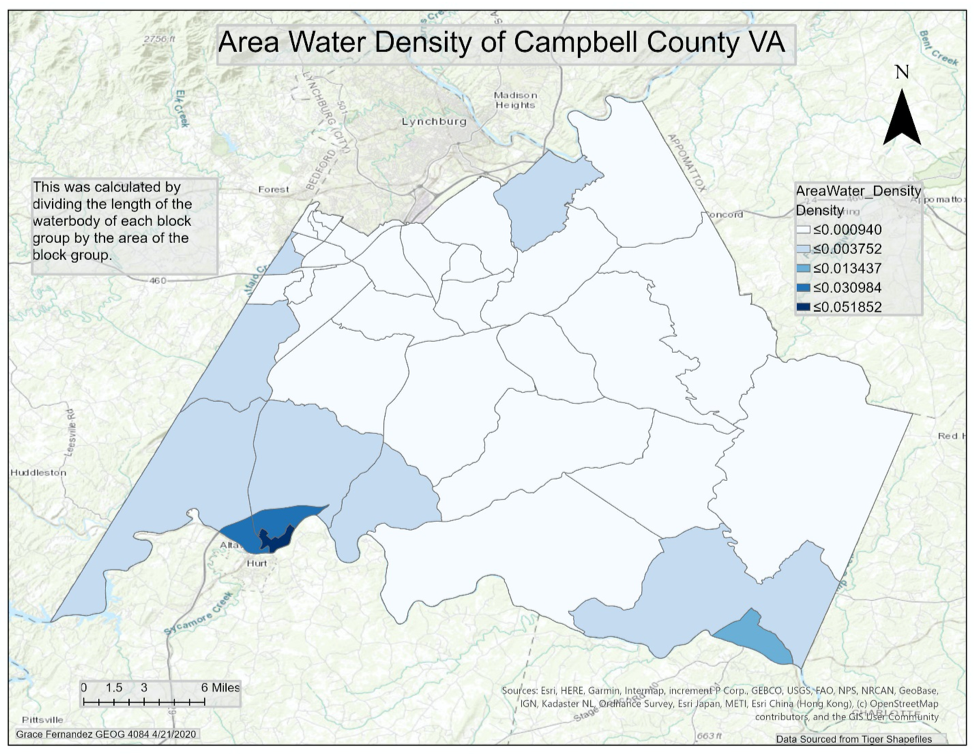 Area Water Density of Campbell County VA
2756 ft
Elk Creek
Bent Creek
Madison
Heights
Lynchburg
LYNCHBURG (CITY)
BEDFORD
501
APPOMATTOX
N
Forest
This was calculated by
dividing the length of the
waterbody of each block
group by the area of the
block group.
AreaWater_Density
Density
≤0.000940
≤0.003752
≤0.013437
≤0.030984
≤0.051852
oncord
ppomatto
460
Leesville Rd
Huddleston
Red H
Alta
Hurt
Sycamore Creek
0 1.5 3 6 Miles
Pittsville
663 ft
Sources: Esri, HERE, Garmin, Intermap, increment P Corp., GEBCO, USGS, FAO, NPS, NRCAN, GeoBase,
IGN, Kadaster NL, Ordnance Survey, Esri Japan, METI, Esri China (Hong Kong), (c) OpenStreetMap
contributors, and the GIS User Community
Grace Fernandez GEOG 4084 4/21/2020
Data Sourced from Tiger Shapefiles